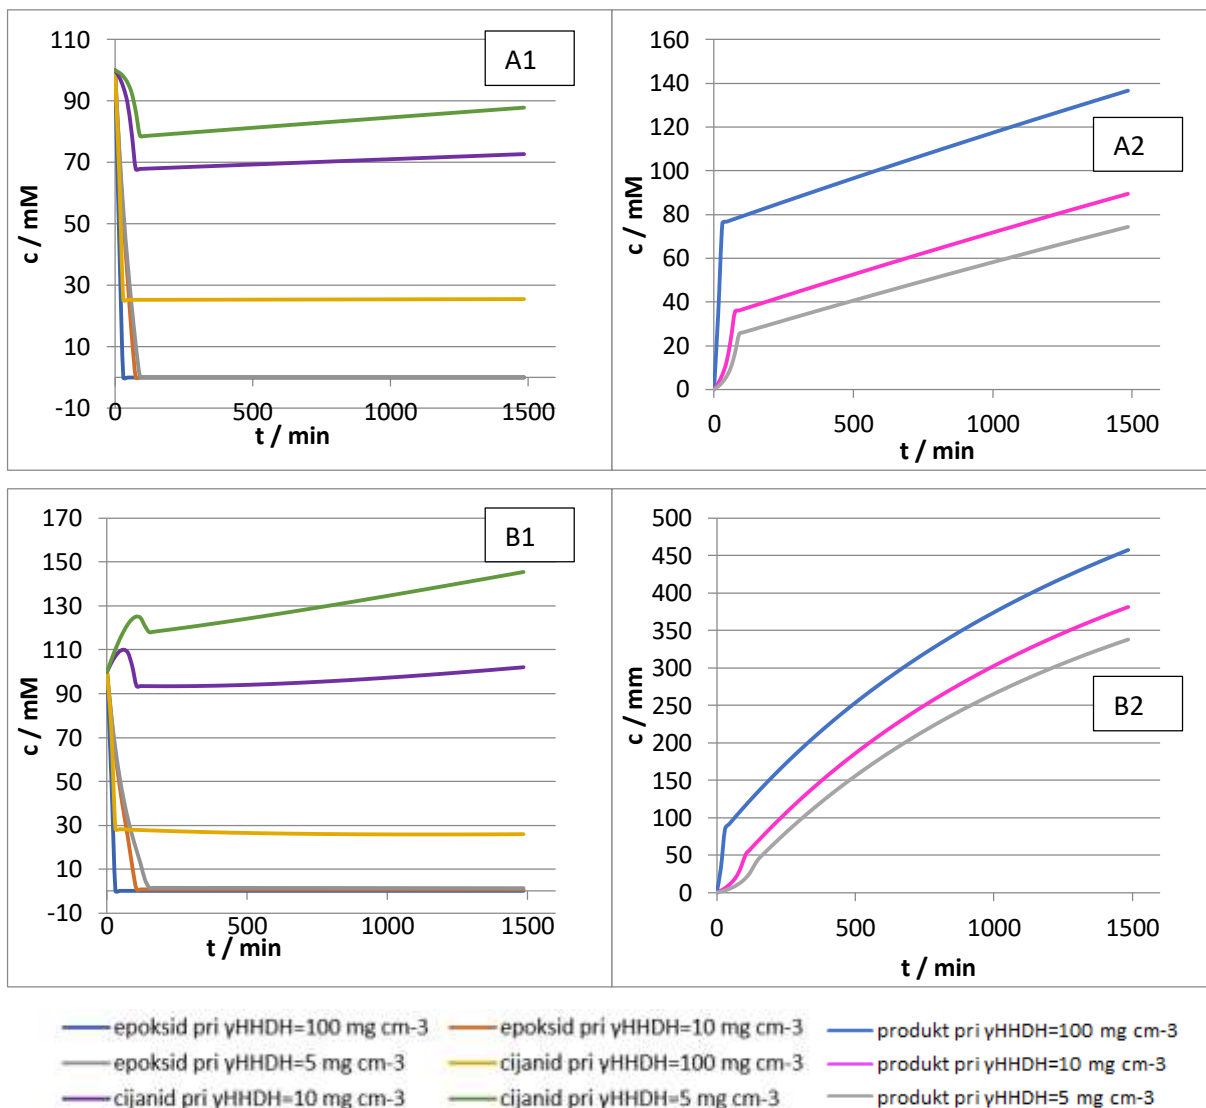 110
90
70
50
30
10
-10
c / mM
0
500
1000
1500
t / min
A1
160
140
120
100
80
60
40
20
0
c / mM
0
500
1000
1500
t / min
A2
170
150
130
110
90
70
50
30
10
-10
c / mM
0
500
1000
1500
t / min
B1
500
450
400
350
300
250
200
150
100
50
0
c / mm
0
500
1000
1500
t / min
B2
epoksid pri γHHDH=100 mg cm-3
epoksid pri γHHDH=10 mg cm-3
produkt pri γHHDH=100 mg cm-3
epoksid pri γHHDH=5 mg cm-3
cijanid pri γHHDH=100 mg cm-3
produkt pri γHHDH=10 mg cm-3
cijanid pri γHHDH=10 mg cm-3
cijanid pri γHHDH=5 mg cm-3
produkt pri γHHDH=5 mg cm-3